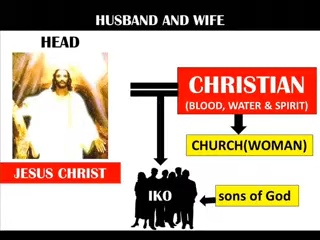 HUSBAND AND WIFE
HEAD
CHRISTIAN
(BLOOD, WATER & SPIRIT)
CHURCH(WOMAN)
JESUS CHRIST
IKO
sons of God